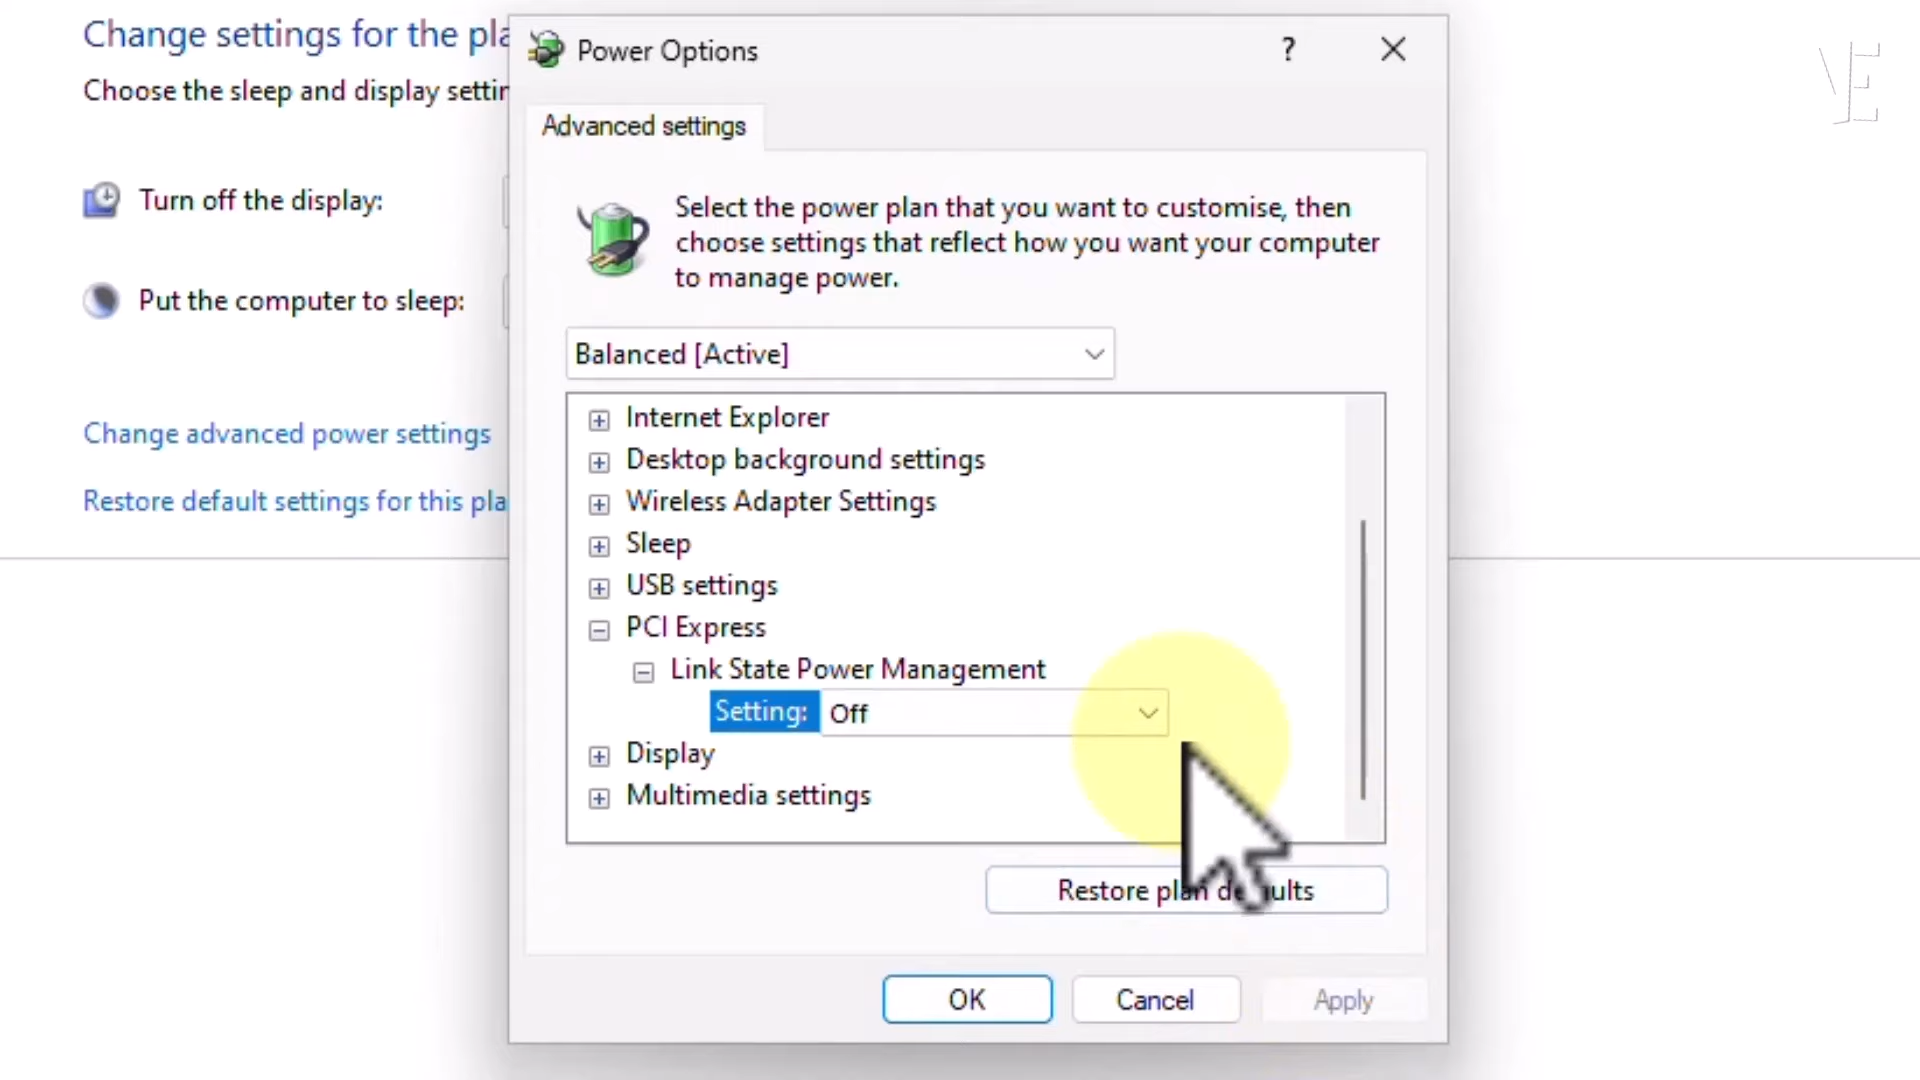 Change settings for the pla
Choose the sleep and display settin
Turn off the display:
Put the computer to sleep:
Change advanced power settings
Restore default settings for this pla
Power Options
?
Advanced settings
Select the power plan that you want to customise, then
choose settings that reflect how you want your computer
to manage power.
Balanced [Active]
Internet Explorer
Desktop background settings
Wireless Adapter Settings
Sleep
USB settings
PCI Express
Link State Power Management
Setting: Off
Display
Multimedia settings
Restore plan defaults
OK
Cancel
Apply